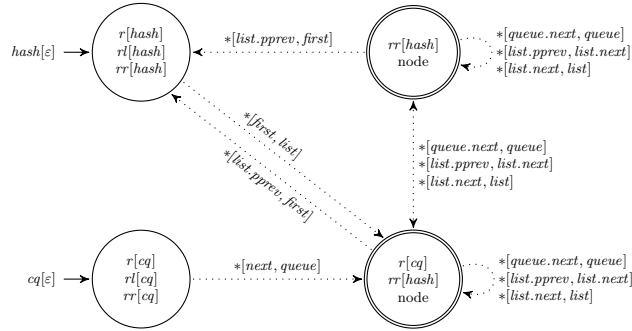 hash[ε]
r[hash]
rl[hash]
rr[hash]
*[list.pprev, first]
rr[hash]
node
*[queue.next, queue]
*[list.pprev, list.next]
*[list.next, list]
*[first, list]
*[list.pprev, first]
*[queue.next, queue]
*[list.pprev, list.next]
*[list.next, list]
cq[ε]
r[cq]
rl[cq]
rr[cq]
*[next, queue]
r[cq]
rr[hash]
node
*[queue.next, queue]
*[list.pprev, list.next]
*[list.next, list]